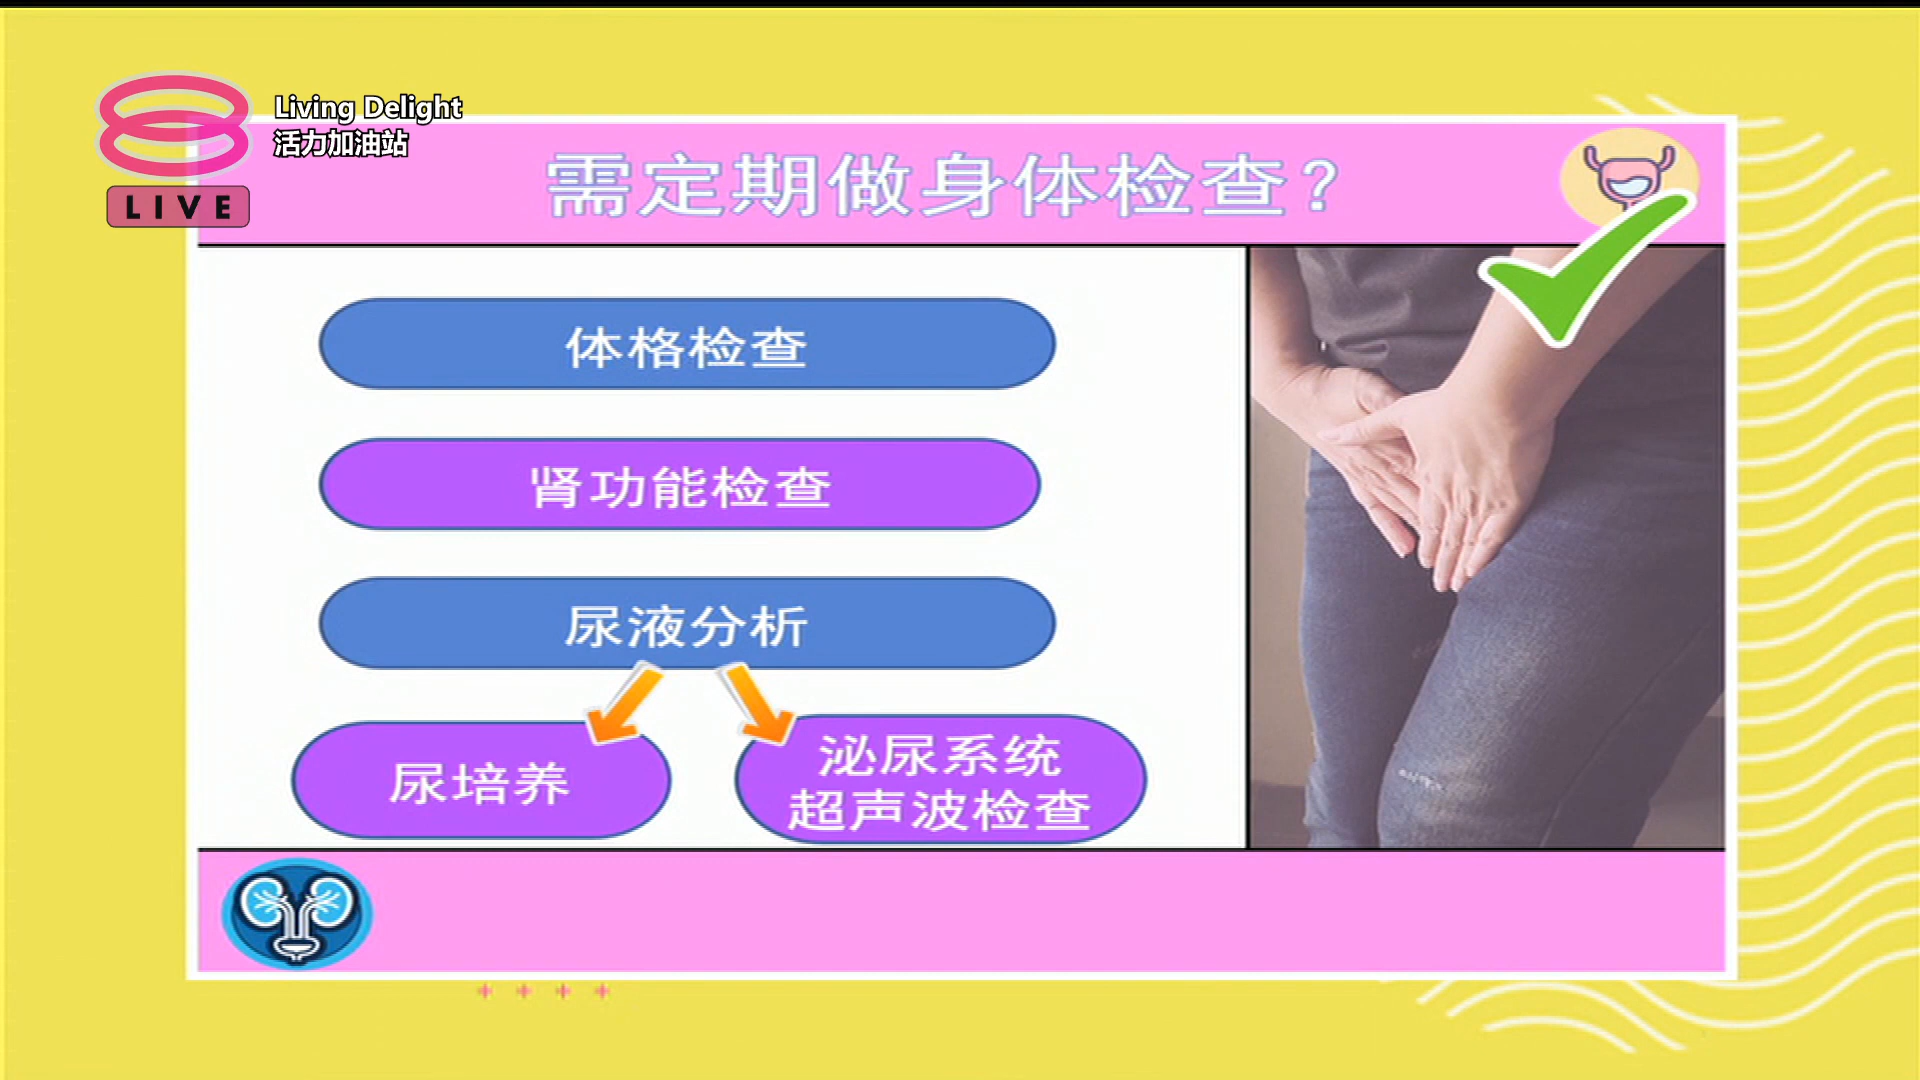 Living Delight
活力加油站
LIVE
需定期做身体检查？
体格检查
肾功能检查
尿液分析
尿培养
泌尿系统
超声波检查